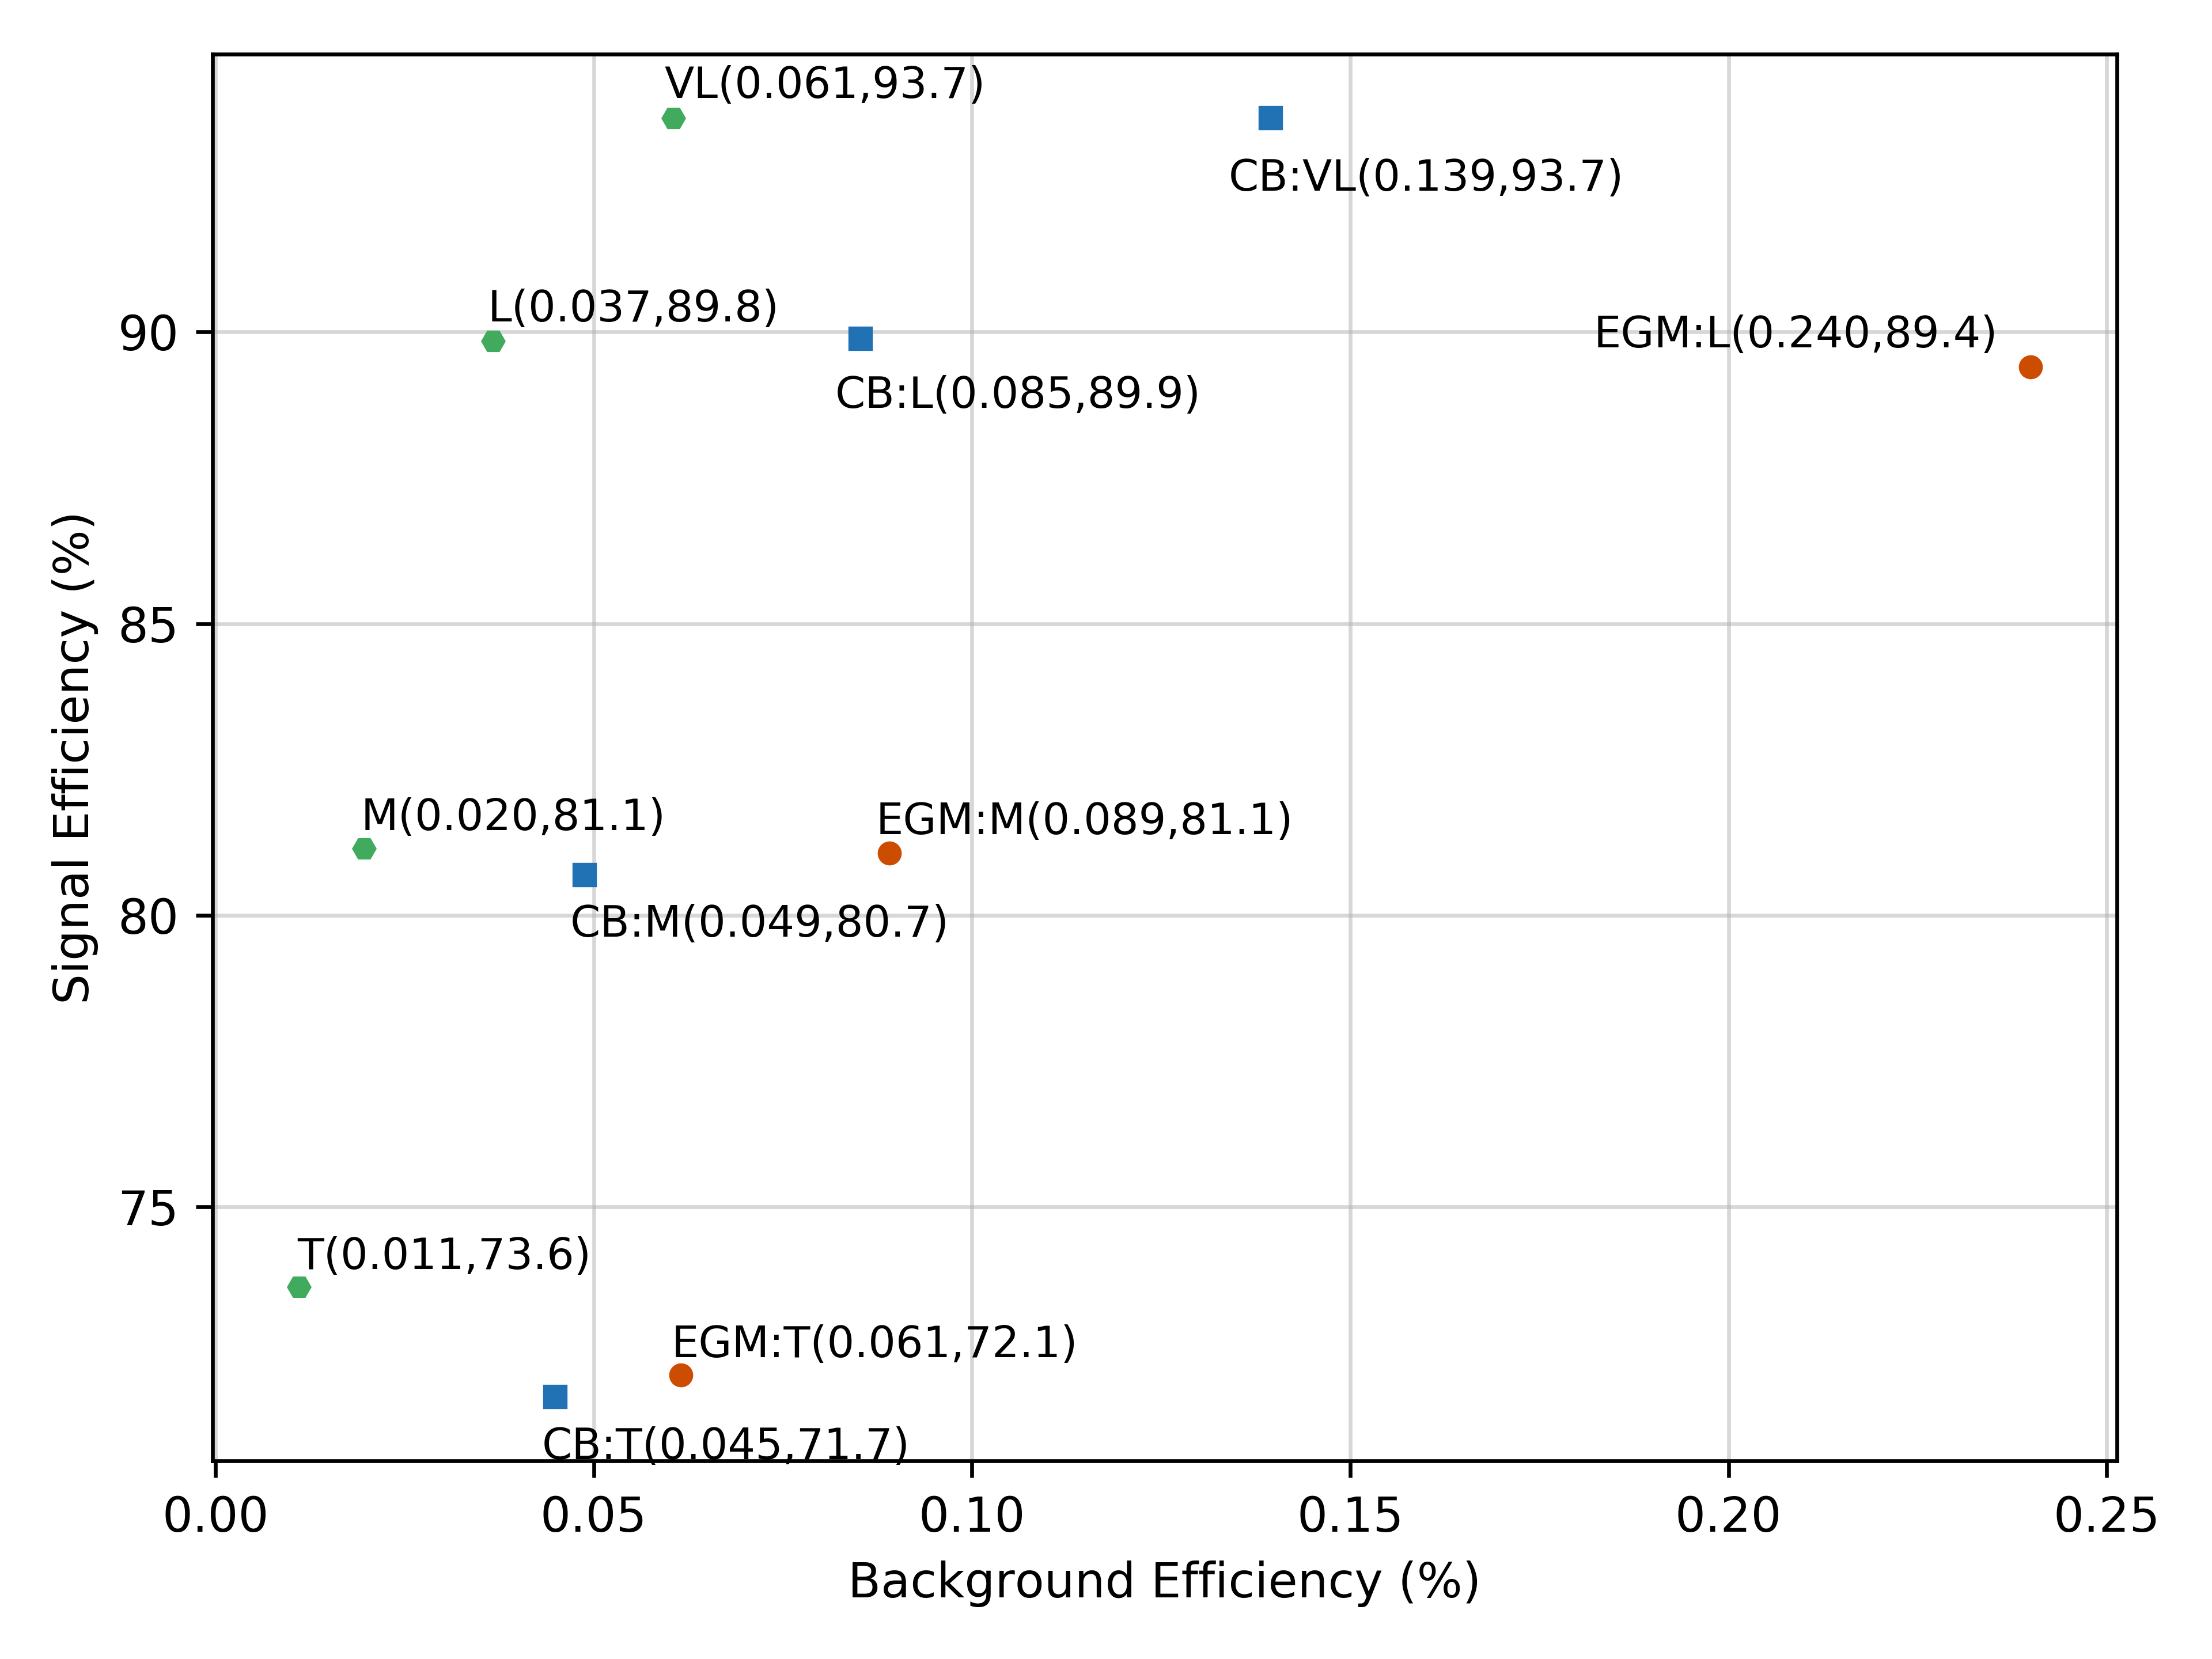 VL(0.061,93.7)
CB:VL(0.139,93.7)
L(0.037,89.8)
EGM:L(0.240,89.4)
90
CB:L(0.085,89.9)
85
Signal Efficiency (%)
M(0.020,81.1)
EGM:M(0.089,81.1)
80
CB:M(0.049,80.7)
75
T(0.011,73.6)
EGM:T(0.061,72.1)
CB:T(0.045,71.7)
0.00 0.05 0.10 0.15 0.20 0.25
Background Efficiency (%)